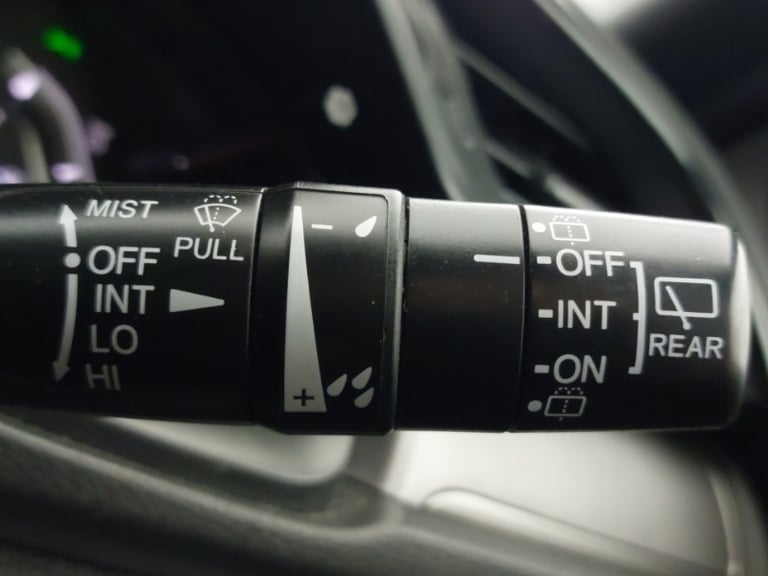 MIST
PULL
OFF
INT
LO
HI
−
+
OFF
INT
ON
REAR